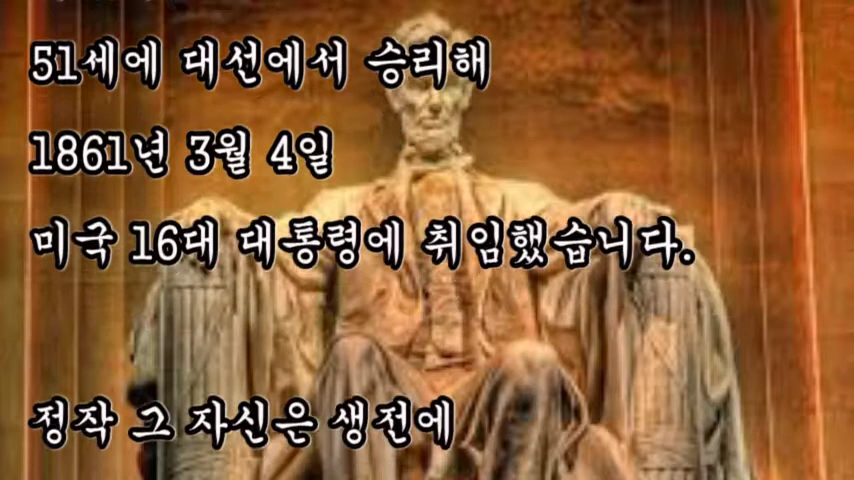 51세에 대선에서 승리해
1861년 3월 4일
미국 16대 대통령에 취임했습니다.
정작 그 자신은 생전에